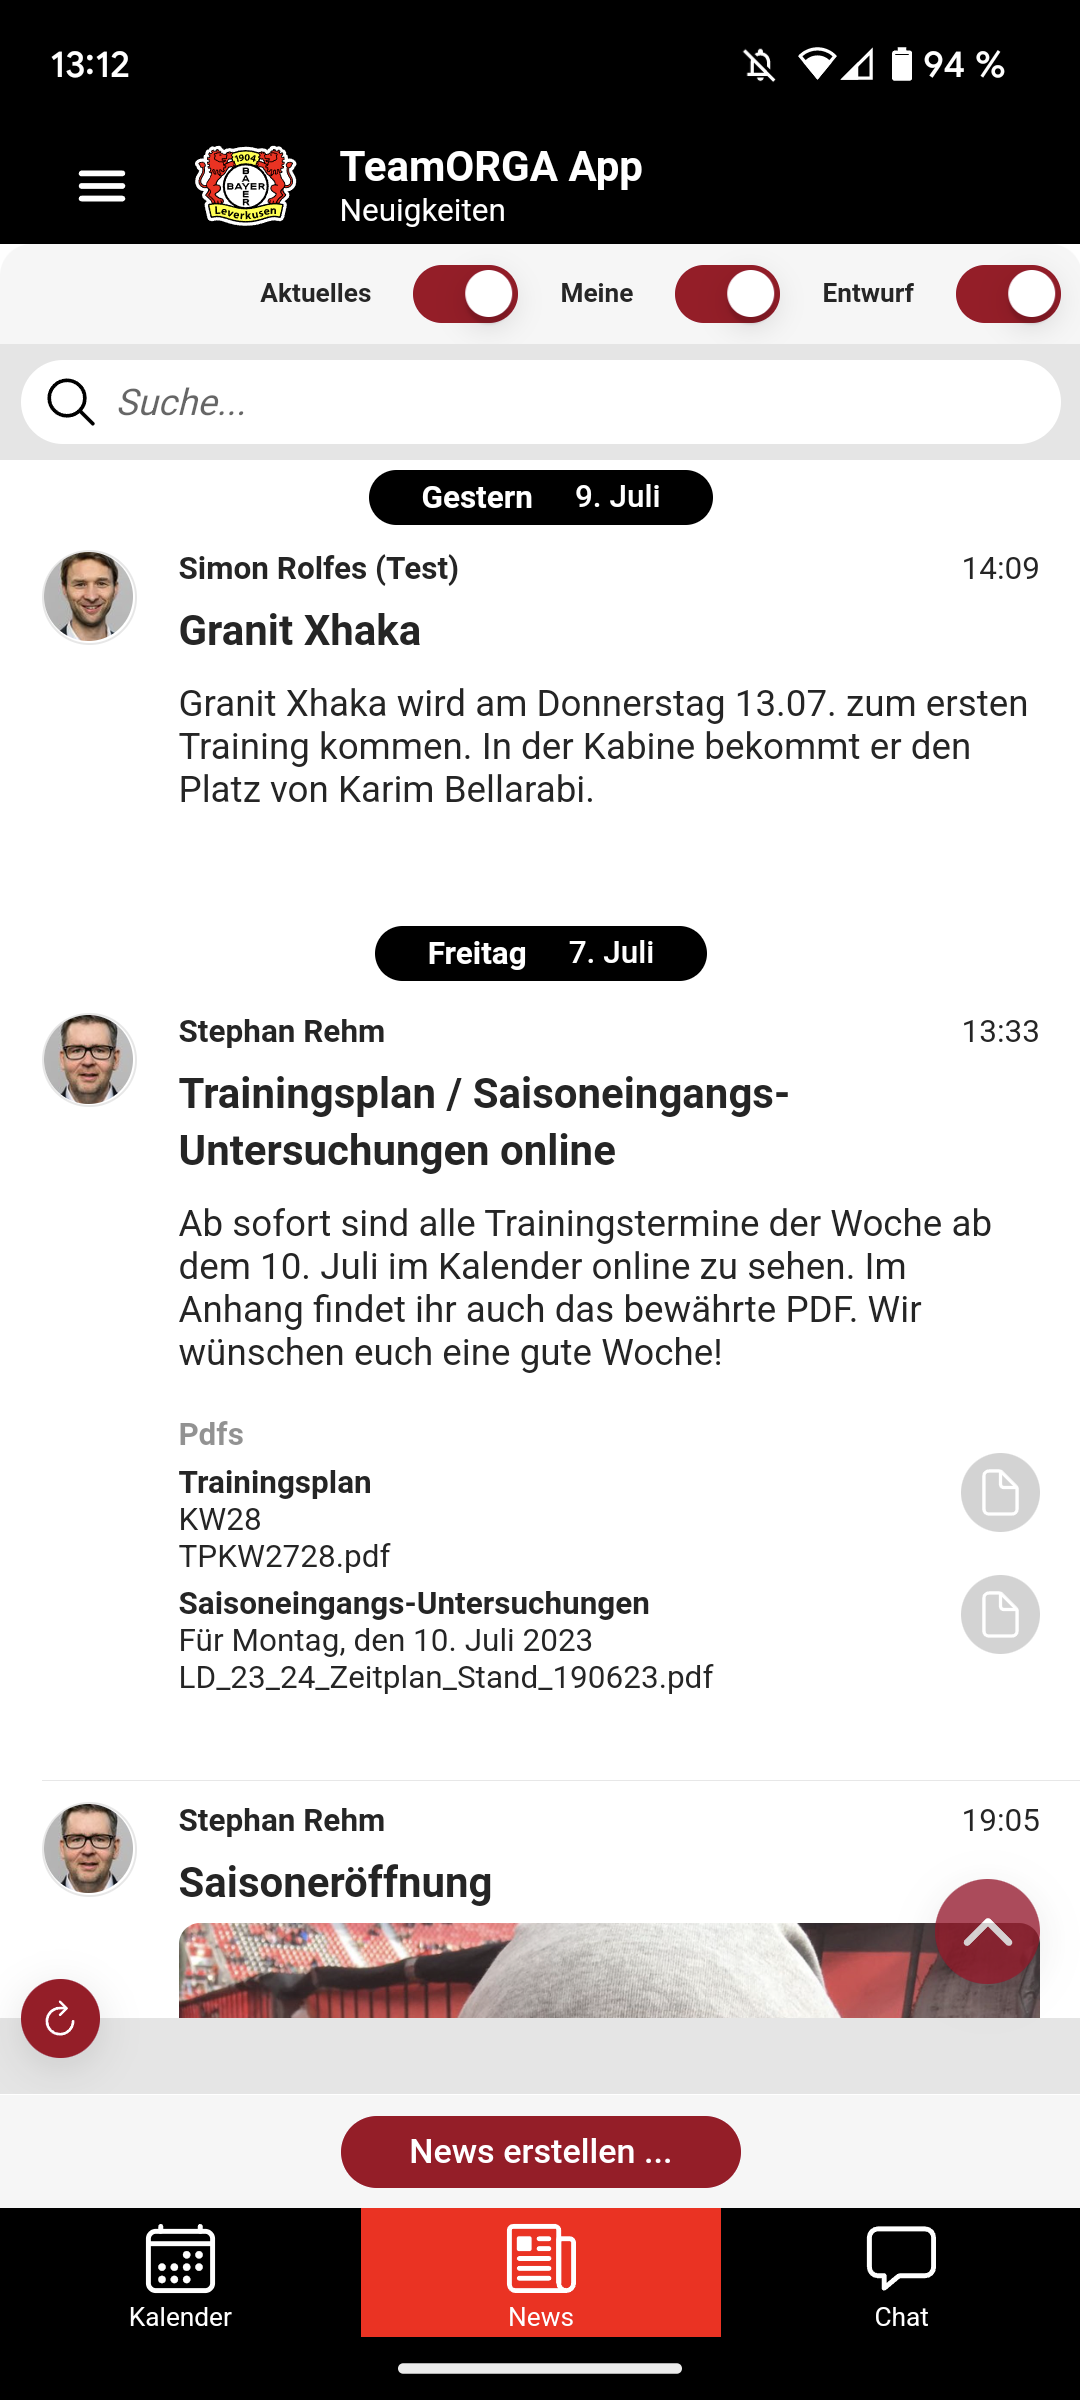 13:12
94 %
1904
BAYER
BAYER
Leverkusen
TeamORGA App
Neuigkeiten
Aktuelles Meine Entwurf
Suche...
Gestern 9. Juli
Simon Rolfes (Test) 14:09
Granit Xhaka
Granit Xhaka wird am Donnerstag 13.07. zum ersten
Training kommen. In der Kabine bekommt er den
Platz von Karim Bellarabi.
Freitag 7. Juli
Stephan Rehm 13:33
Trainingsplan / Saisoneingangs-
Untersuchungen online
Ab sofort sind alle Trainingstermine der Woche ab
dem 10. Juli im Kalender online zu sehen. Im
Anhang findet ihr auch das bewährte PDF. Wir
wünschen euch eine gute Woche!
Pdfs
Trainingsplan
KW28
TPKW2728.pdf
Saisoneingangs-Untersuchungen
Für Montag, den 10. Juli 2023
LD_23_24_Zeitplan_Stand_190623.pdf
Stephan Rehm 19:05
Saisoneröffnung
News erstellen ...
Kalender News Chat